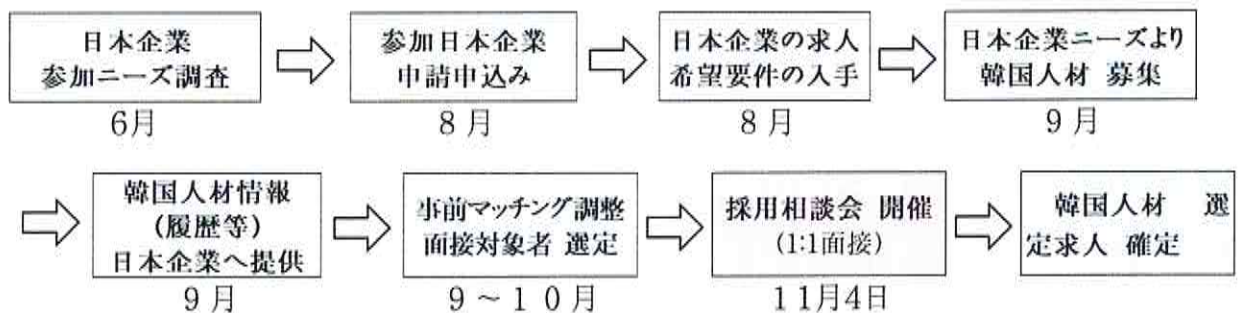 日本企業
参加ニーズ調査
6月
参加日本企業
申請申込み
8月
日本企業の求人
希望要件の入手
8月
日本企業ニーズより
韓国人材 募集
9月
韓国人材情報
(履歴等)
日本企業へ提供
9月
事前マッチング調整
面接対象者 選定
9～10月
採用相談会 開催
(1:1面接)
11月4日
韓国人材 選
定求人 確定